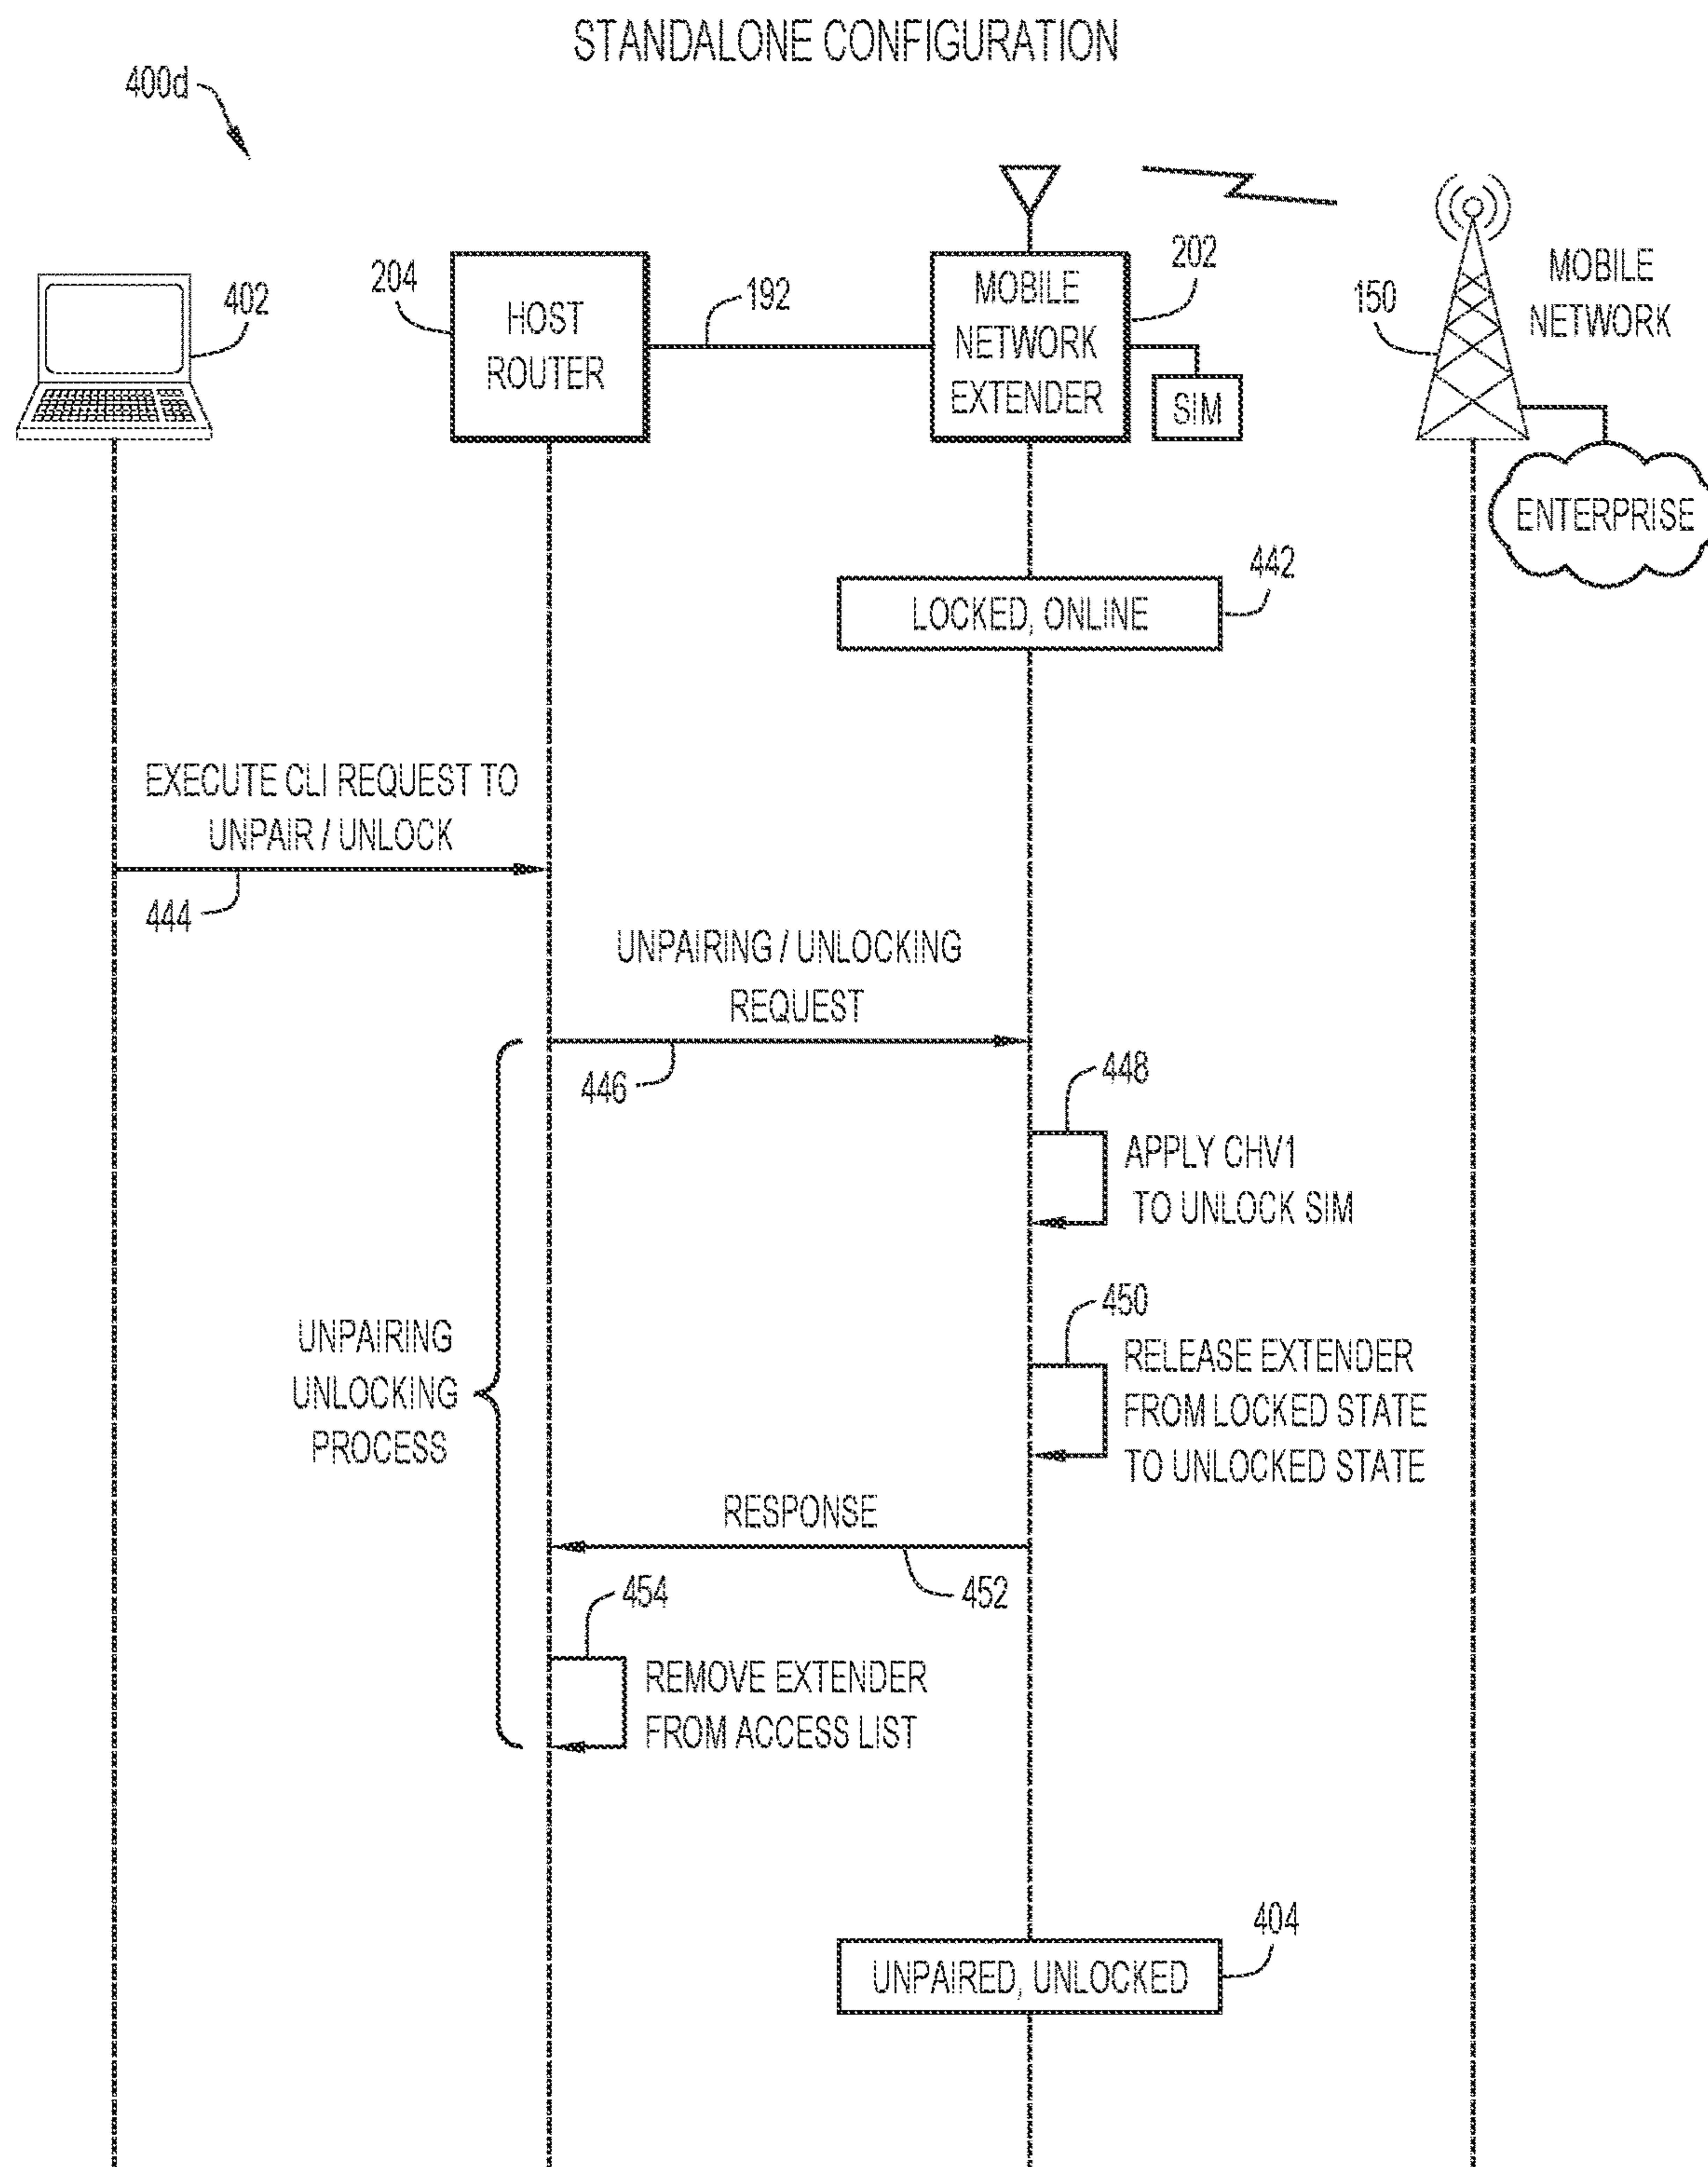 STANDALONE CONFIGURATION
400d
402
204
HOST
ROUTER
192
MOBILE
NETWORK
EXTENDER
202
SIM
150
MOBILE
NETWORK
ENTERPRISE
442
LOCKED, ONLINE
EXECUTE CLI REQUEST TO
UNPAIR / UNLOCK
444
UNPAIRING / UNLOCKING
REQUEST
446
448
APPLY CHV1
TO UNLOCK SIM
450
RELEASE EXTENDER
FROM LOCKED STATE
TO UNLOCKED STATE
UNPAIRING
UNLOCKING
PROCESS
RESPONSE
452
454
REMOVE EXTENDER
FROM ACCESS LIST
404
UNPAIRED, UNLOCKED